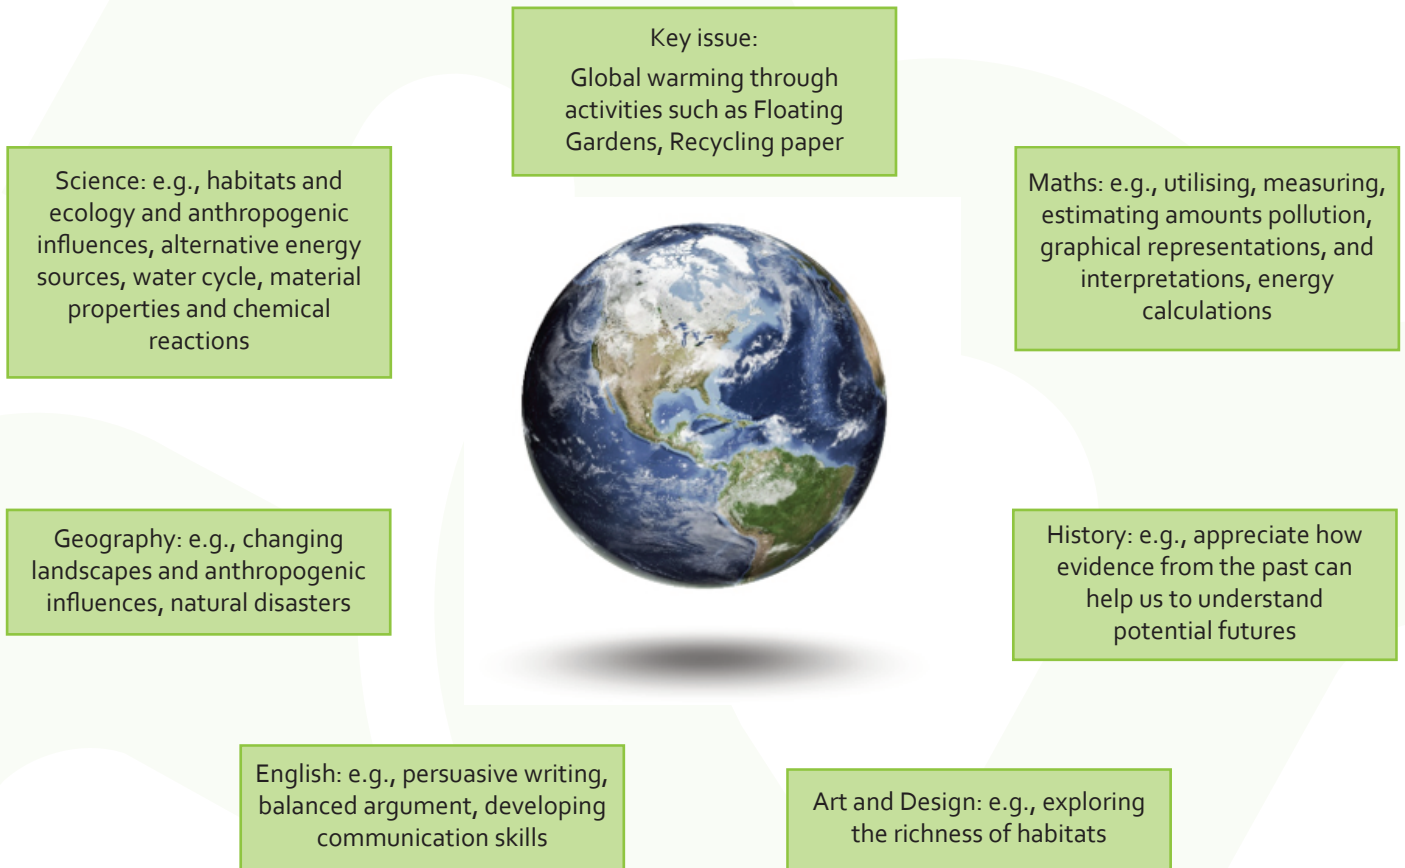 Key issue:
Global warming through
activities such as Floating
Gardens, Recycling paper
Science: e.g., habitats and
ecology and anthropogenic
influences, alternative energy
sources, water cycle, material
properties and chemical
reactions
Maths: e.g., utilising, measuring,
estimating amounts pollution,
graphical representations, and
interpretations, energy
calculations
Geography: e.g., changing
landscapes and anthropogenic
influences, natural disasters
History: e.g., appreciate how
evidence from the past can
help us to understand
potential futures
English: e.g., persuasive writing,
balanced argument, developing
communication skills
Art and Design: e.g., exploring
the richness of habitats